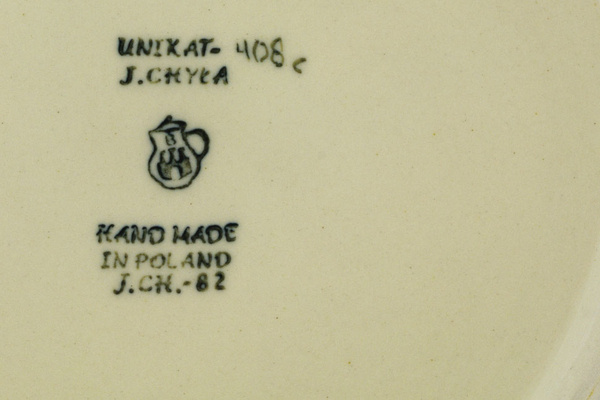 UNIKAT- 408c
J.CHYŁA
B
HAND MADE
IN POLAND
J.CH.-82